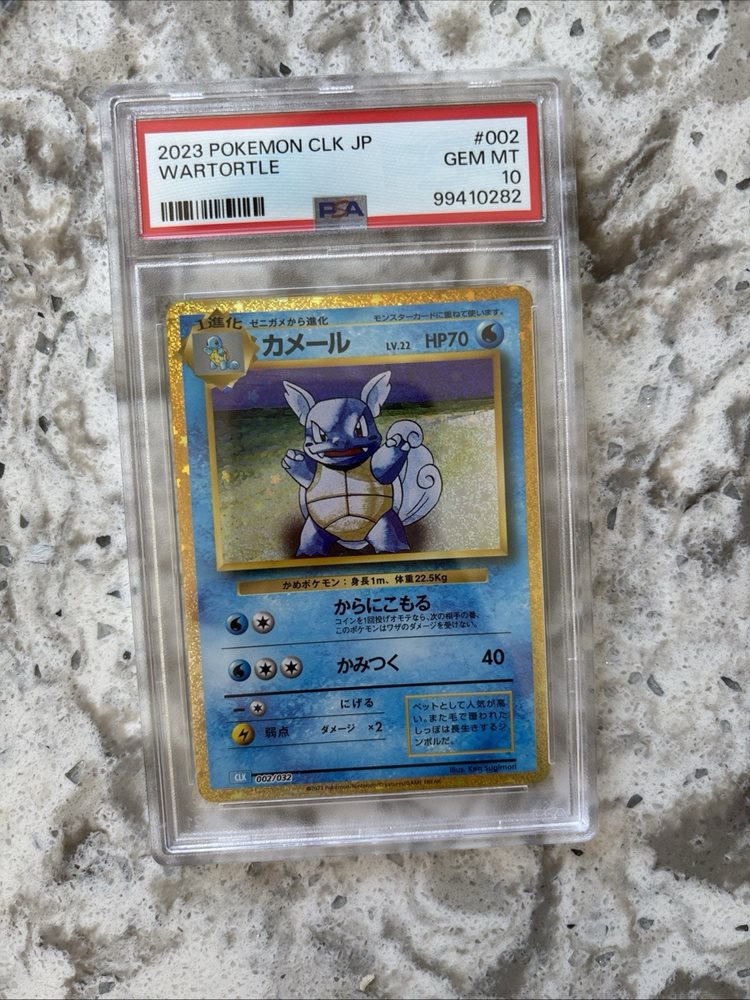 2023 POKEMON CLK JP #002
WARTORTLE GEM MT
10
99410282
PSA
1進化 ゼニガメから進化 モンスターカードに重ねて使います。
カメール LV.22 HP70
かめポケモン：身長1m、体重22.5Kg
からにこもる
コインを1回投げオモテなら、次の相手の番、
このポケモンはワザのダメージを受けない。
かみつく 40
にげる
弱点 ダメージ ×2
ペットとして人気が高
い。また毛で覆われた
しっぽは長生きするシ
ンボルだ。
Illus. Ken Sugimori
CLK 002/032
©2023 Pokémon/Nintendo/Creatures/GAME FREAK.